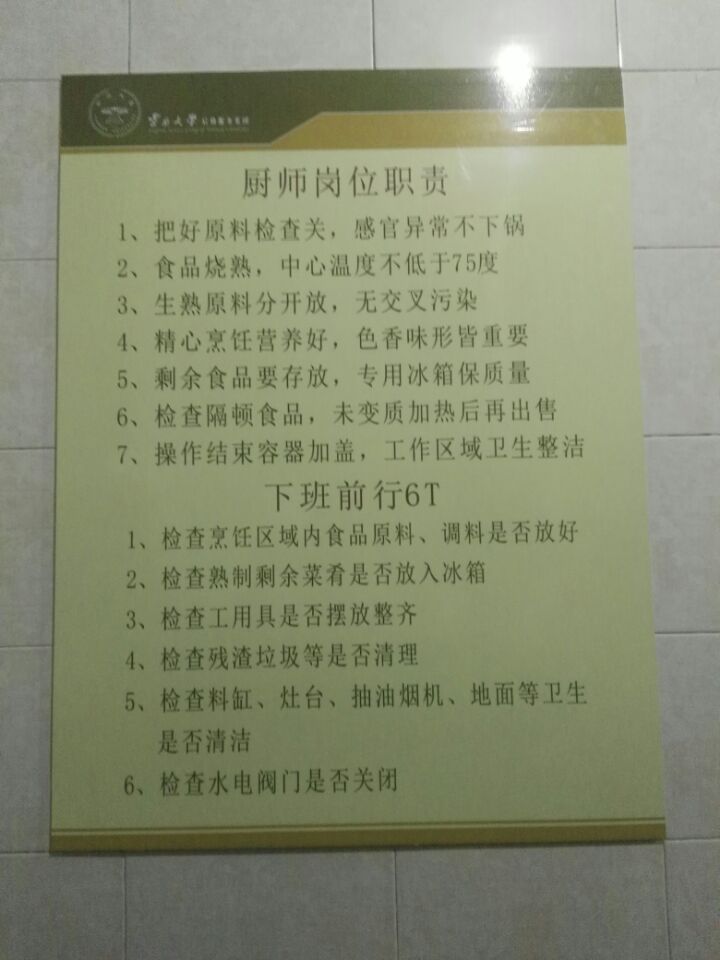 厨师岗位职责
1、把好原料检查关，感官异常不下锅
2、食品烧熟，中心温度不低于75度
3、生熟原料分开放，无交叉污染
4、精心烹饪营养好，色香味形皆重要
5、剩余食品要存放，专用冰箱保质量
6、检查隔顿食品，未变质加热后再出售
7、操作结束容器加盖，工作区域卫生整洁
下班前行6T
1、检查烹饪区域内食品原料、调料是否放好
2、检查熟制剩余菜肴是否放入冰箱
3、检查工用具是否摆放整齐
4、检查残渣垃圾等是否清理
5、检查料缸、灶台、抽油烟机、地面等卫生
是否清洁
6、检查水电阀门是否关闭